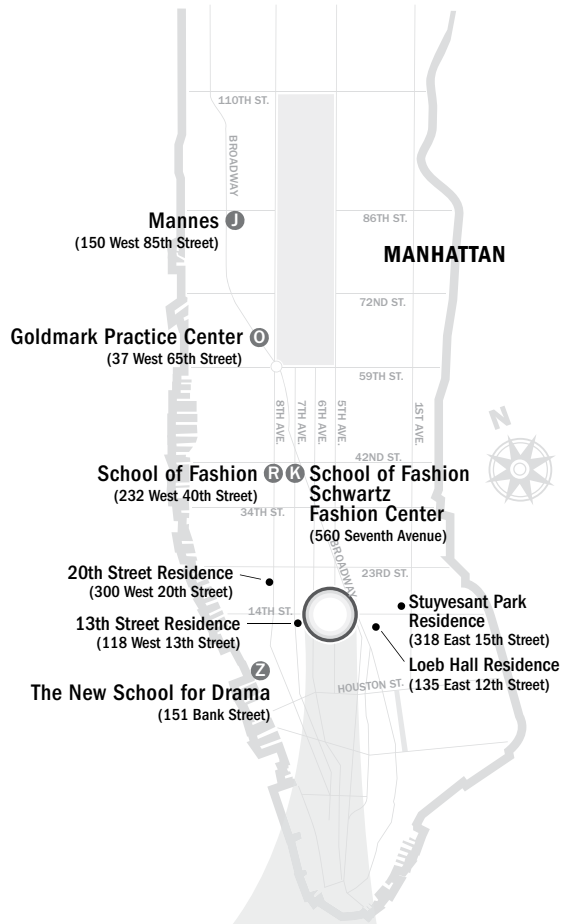 110TH ST.
BROADWAY
Mannes J
(150 West 85th Street)
86TH ST.
MANHATTAN
72ND ST.
Goldmark Practice Center O
(37 West 65th Street)
59TH ST.
8TH AVE.
7TH AVE.
6TH AVE.
5TH AVE.
1ST AVE.
N
42ND ST.
School of Fashion R
(232 West 40th Street)
K School of Fashion
Schwartz
Fashion Center
(560 Seventh Avenue)
34TH ST.
BROADWAY
23RD ST.
20th Street Residence
(300 West 20th Street)
14TH ST.
13th Street Residence
(118 West 13th Street)
Stuyvesant Park
Residence
(318 East 15th Street)
Loeb Hall Residence
(135 East 12th Street)
Z
The New School for Drama
(151 Bank Street)
HOUSTON ST.